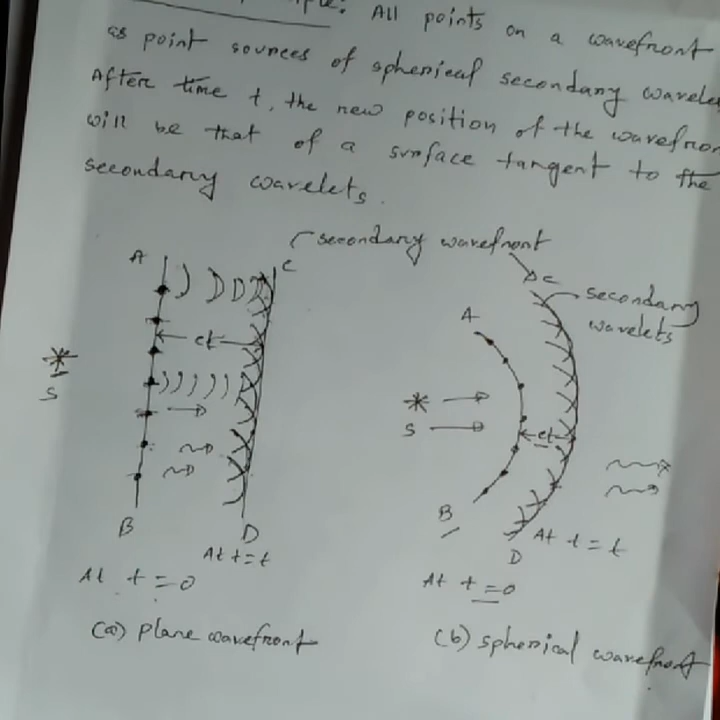 All points on a wavefront
as point sources of spherical secondary
After time t, the new position of the
will be that of a surface tangent to the
secondary wavelets.
secondary wavefront
A
C
C
secondary
wavelets
A
ct
S
S
ct
B
D
B
At t = t
D
At t = t
At t = 0
At t = 0
(a) plane wavefront
(b) spherical wavefront